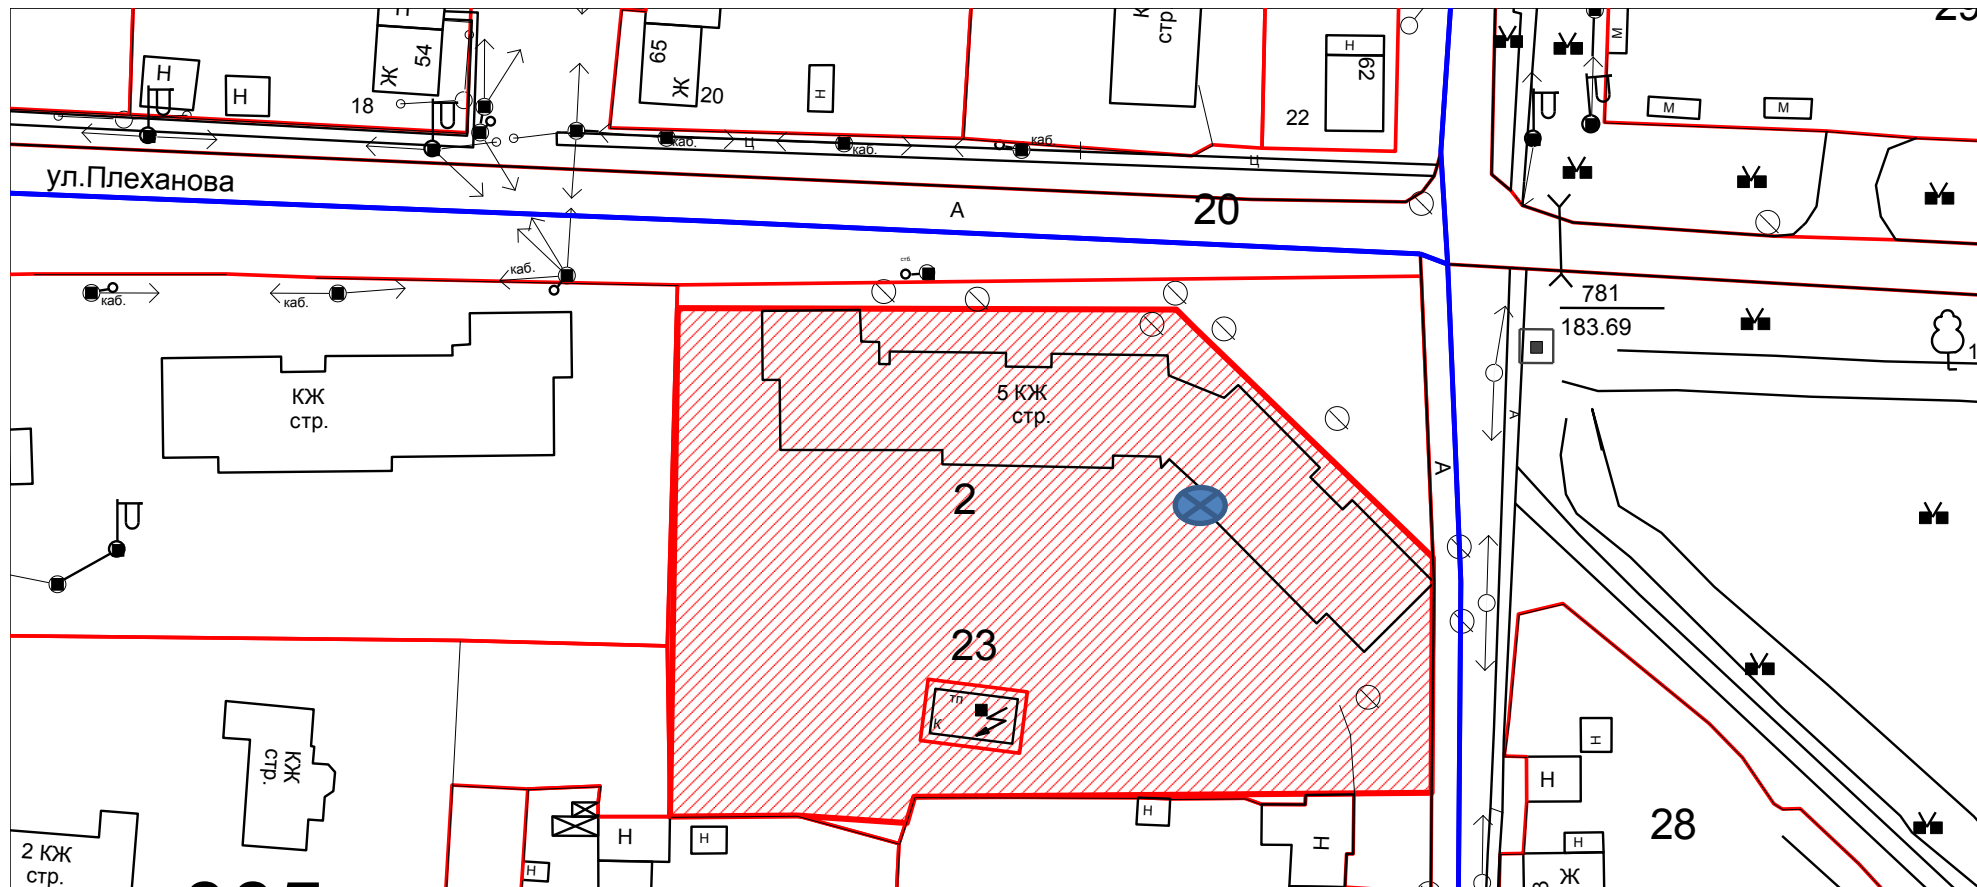 54
Ж
Н
Н
18
65
Ж
20
стр
Н
Н
62
22
М
М
М
каб.
Ц
каб.
каб.
Ц
ул.Плеханова
А
20
каб.
стб.
каб.
каб.
781
183.69
КЖ
стр.
5 КЖ
стр.
А
А
2
23
тп
К
КЖ
стр.
Н
Н
Н
Н
Н
Н
Н
Н
Ж
28
2 КЖ
стр.